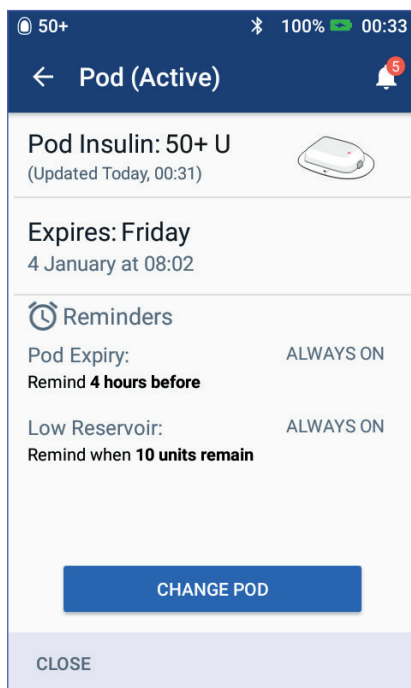 50+ 100% 00:33
Pod (Active) 5
Pod Insulin: 50+ U
(Updated Today, 00:31)
Expires: Friday
4 January at 08:02
Reminders
Pod Expiry: ALWAYS ON
Remind 4 hours before
Low Reservoir: ALWAYS ON
Remind when 10 units remain
CHANGE POD
CLOSE